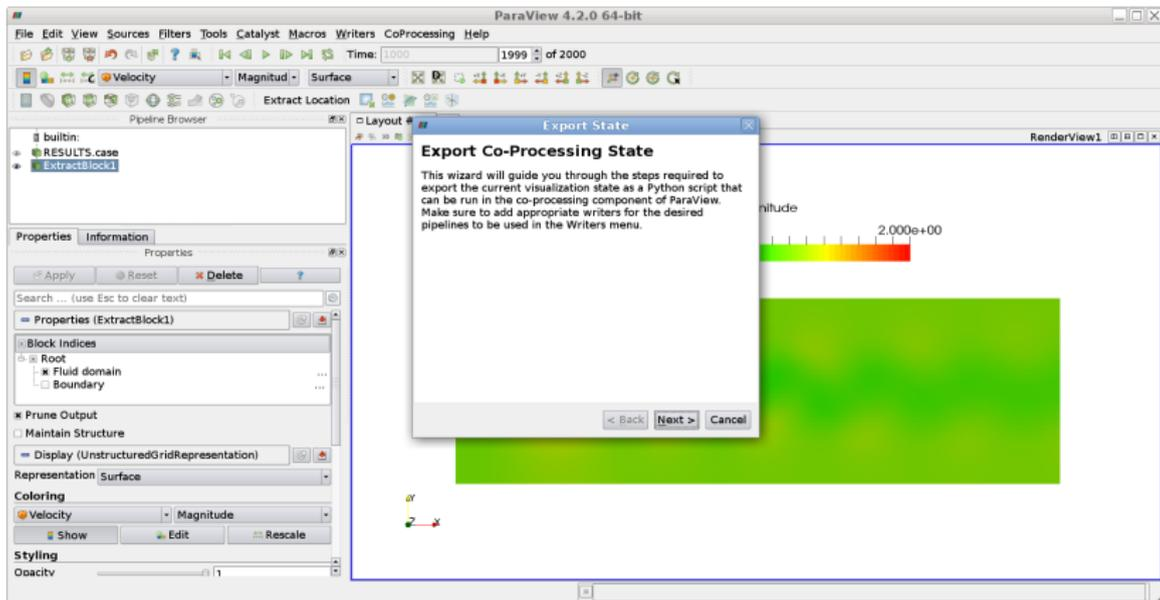 ParaView 4.2.0 64-bit
File Edit View Sources Filters Tools Catalyst Macros Writers CoProcessing Help
Time: 1000 1999 of 2000
Velocity Magnitud Surface
Extract Location
Pipeline Browser
builtin:
RESULTS.case
ExtractBlock1
Properties Information
Properties
Apply Reset Delete ?
Search ... (use Esc to clear text)
Properties (ExtractBlock1)
Block Indices
Root
Fluid domain ...
Boundary ...
Prune Output
Maintain Structure
Display (UnstructuredGridRepresentation)
Representation Surface
Coloring
Velocity Magnitude
Show Edit Rescale
Styling
Opacity 1
Layout #
RenderView1
Export State
Export Co-Processing State
This wizard will guide you through the steps required to
export the current visualization state as a Python script that
can be run in the co-processing component of ParaView.
Make sure to add appropriate writers for the desired
pipelines to be used in the Writers menu.
< Back Next > Cancel
nitude
2.000e+00
Y
Z X